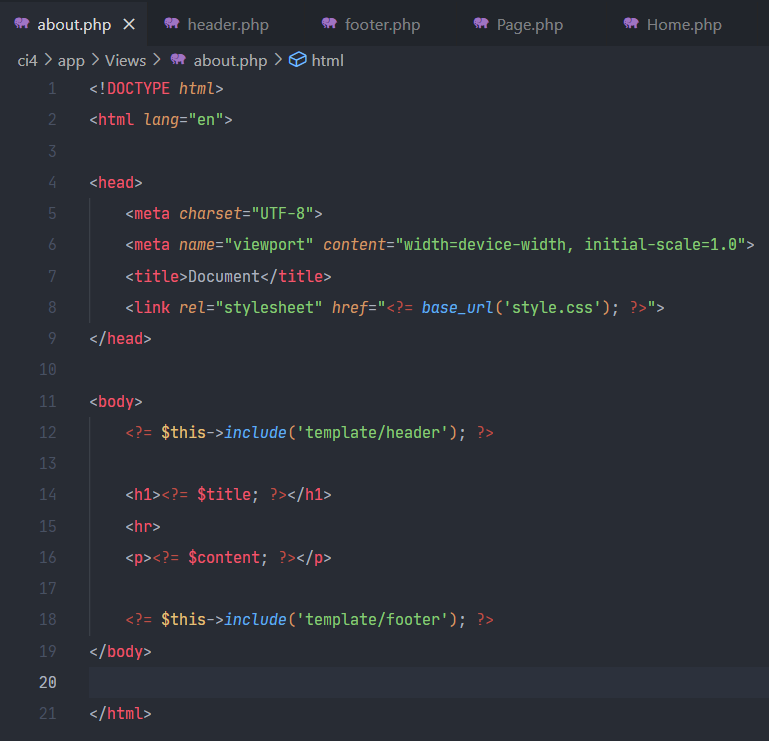 about.php header.php footer.php Page.php Home.php
ci4 > app > Views > about.php > html
1 <!DOCTYPE html>
2 <html lang="en">
3
4 <head>
5     <meta charset="UTF-8">
6     <meta name="viewport" content="width=device-width, initial-scale=1.0">
7     <title>Document</title>
8     <link rel="stylesheet" href="<?= base_url('style.css'); ?>">
9 </head>
10
11 <body>
12     <?= $this->include('template/header'); ?>
13
14     <h1><?= $title; ?></h1>
15     <hr>
16     <p><?= $content; ?></p>
17
18     <?= $this->include('template/footer'); ?>
19 </body>
20
21 </html>